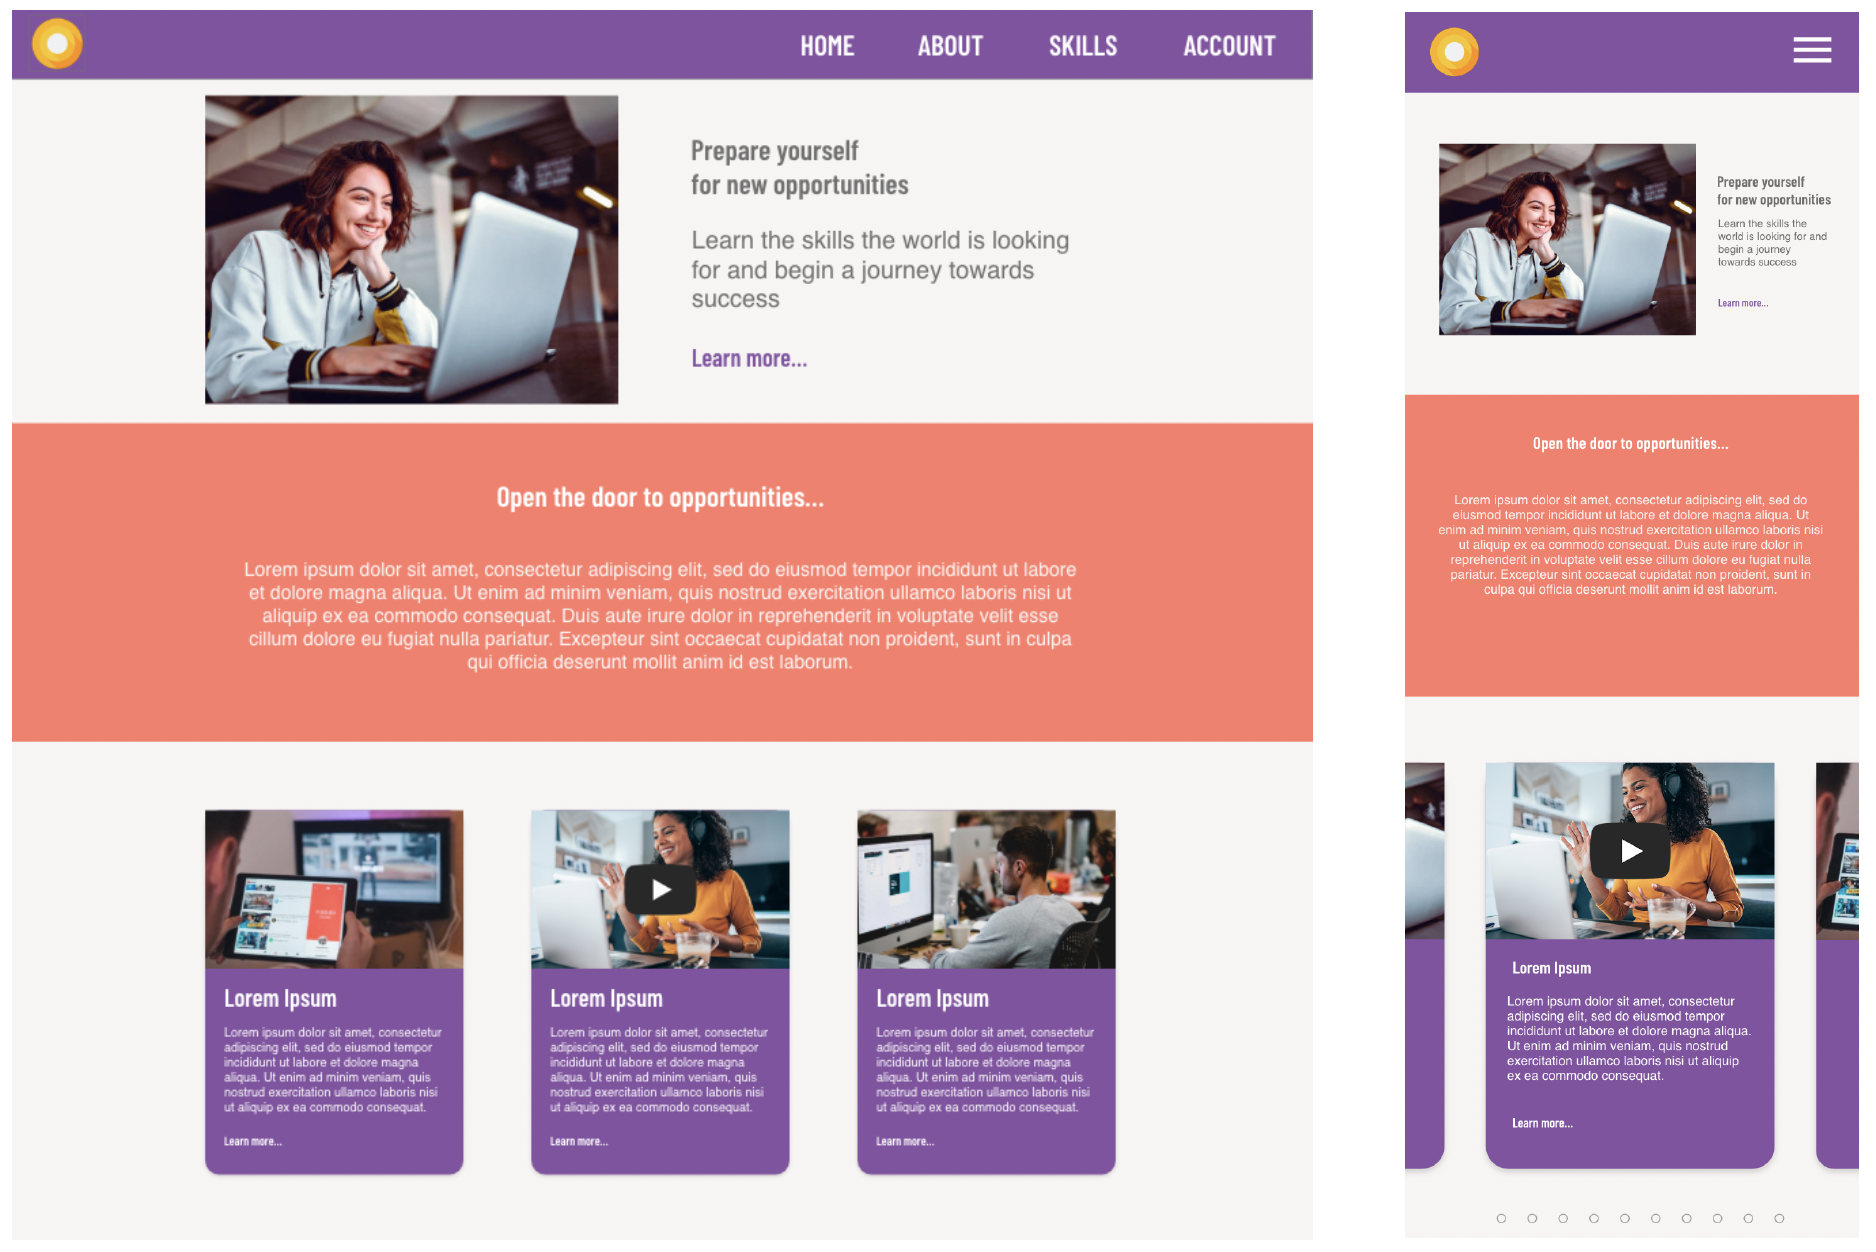 HOME ABOUT SKILLS ACCOUNT
Prepare yourself
for new opportunities
Learn the skills the world is looking
for and begin a journey towards
success
Learn more...
Open the door to opportunities...
Lorem ipsum dolor sit amet, consectetur adipiscing elit, sed do eiusmod tempor incididunt ut labore
et dolore magna aliqua. Ut enim ad minim veniam, quis nostrud exercitation ullamco laboris nisi ut
aliquip ex ea commodo consequat. Duis aute irure dolor in reprehenderit in voluptate velit esse
cillum dolore eu fugiat nulla pariatur. Excepteur sint occaecat cupidatat non proident, sunt in culpa
qui officia deserunt mollit anim id est laborum.
Lorem Ipsum
Lorem ipsum dolor sit amet, consectetur
adipiscing elit, sed do eiusmod tempor
incididunt ut labore et dolore magna
aliqua. Ut enim ad minim veniam, quis
nostrud exercitation ullamco laboris nisi
ut aliquip ex ea commodo consequat.
Learn more...
Lorem Ipsum
Lorem ipsum dolor sit amet, consectetur
adipiscing elit, sed do eiusmod tempor
incididunt ut labore et dolore magna
aliqua. Ut enim ad minim veniam, quis
nostrud exercitation ullamco laboris nisi
ut aliquip ex ea commodo consequat.
Learn more...
Lorem Ipsum
Lorem ipsum dolor sit amet, consectetur
adipiscing elit, sed do eiusmod tempor
incididunt ut labore et dolore magna
aliqua. Ut enim ad minim veniam, quis
nostrud exercitation ullamco laboris nisi
ut aliquip ex ea commodo consequat.
Learn more...
Prepare yourself
for new opportunities
Learn the skills the
world is looking for and
begin a journey
towards success
Learn more...
Open the door to opportunities...
Lorem ipsum dolor sit amet, consectetur adipiscing elit, sed do
eiusmod tempor incididunt ut labore et dolore magna aliqua. Ut
enim ad minim veniam, quis nostrud exercitation ullamco laboris nisi
ut aliquip ex ea commodo consequat. Duis aute irure dolor in
reprehenderit in voluptate velit esse cillum dolore eu fugiat nulla
pariatur. Excepteur sint occaecat cupidatat non proident, sunt in
culpa qui officia deserunt mollit anim id est laborum.
Lorem Ipsum
Lorem ipsum dolor sit amet, consectetur
adipiscing elit, sed do eiusmod tempor
incididunt ut labore et dolore magna aliqua.
Ut enim ad minim veniam, quis nostrud
exercitation ullamco laboris nisi ut aliquip
ex ea commodo consequat.
Learn more...